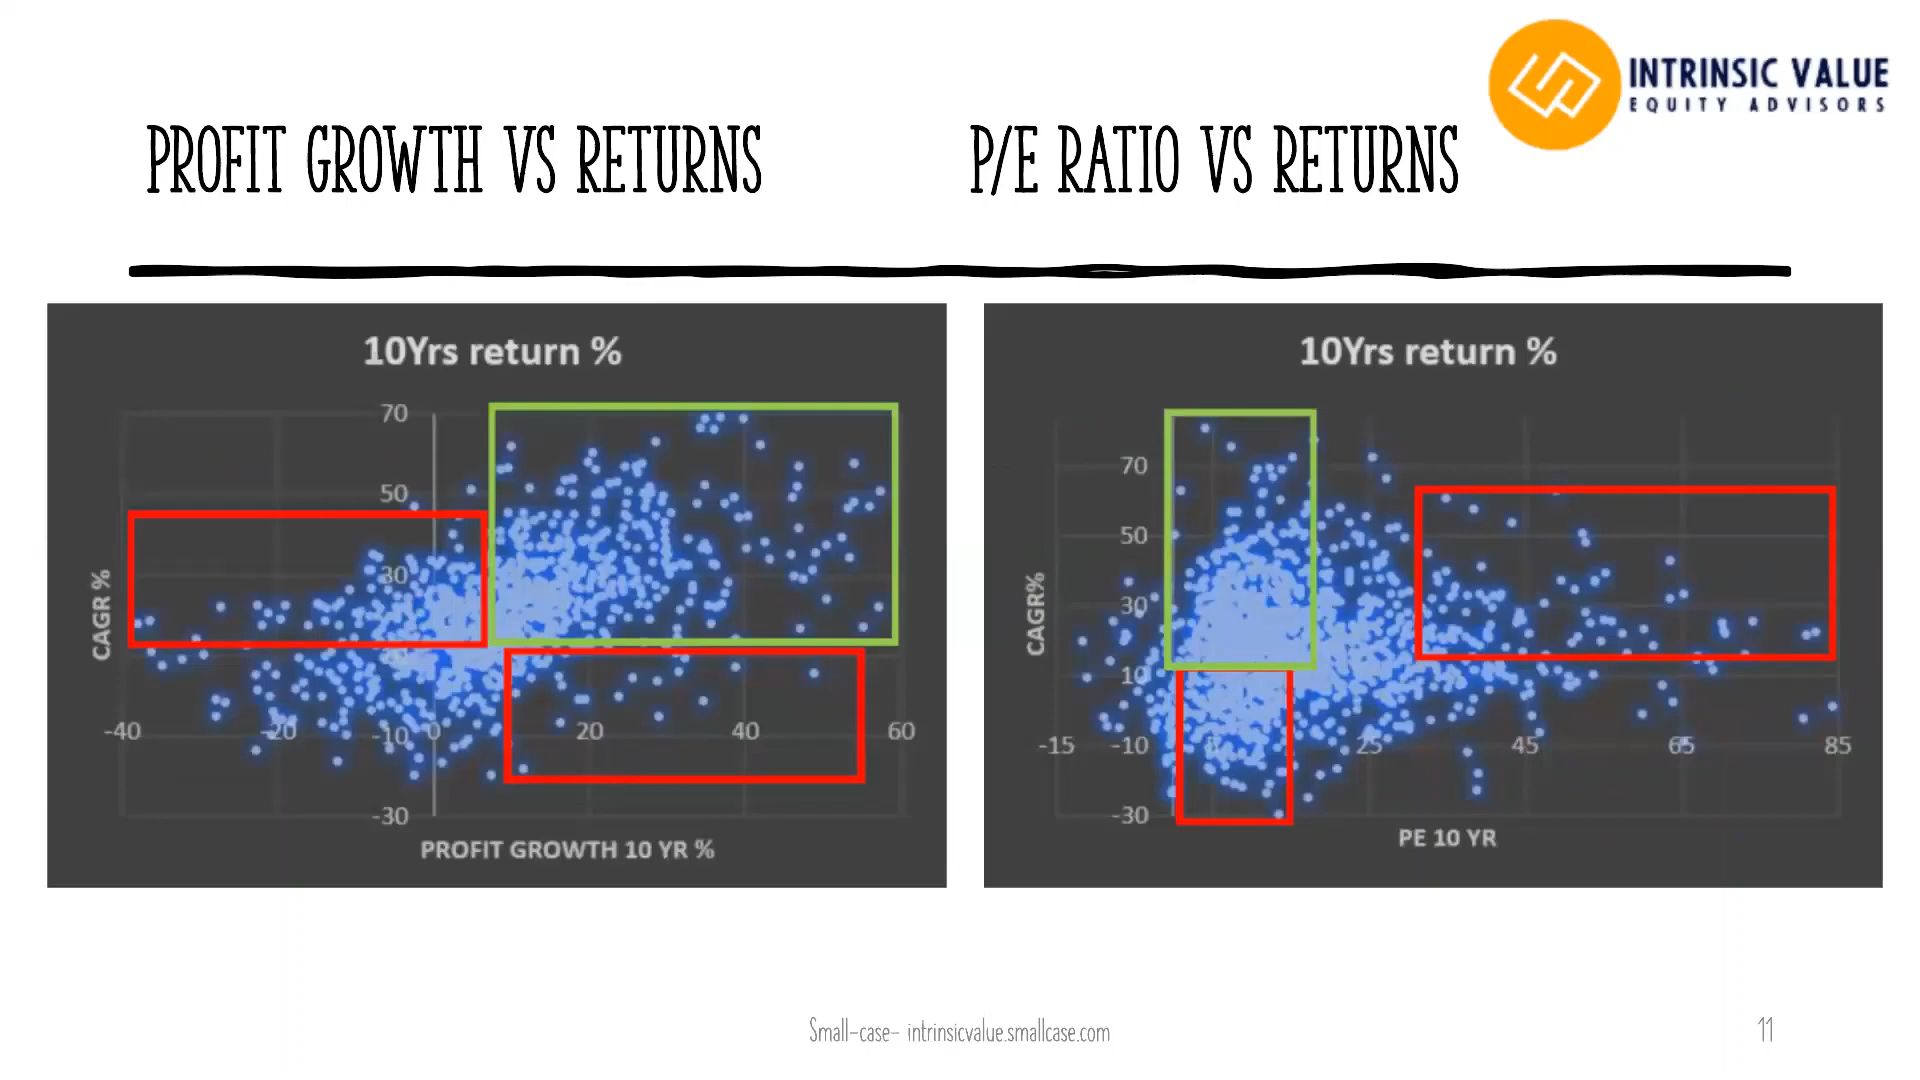 INTRINSIC VALUE
EQUITY ADVISORS
PROFIT GROWTH VS RETURNS
P/E RATIO VS RETURNS
10Yrs return %
70
50
30
-40
-20
-10
0
20
40
60
-30
CAGR %
PROFIT GROWTH 10 YR %
10Yrs return %
70
50
30
10
-15
-10
5
25
45
65
85
-30
CAGR%
PE 10 YR
Small-case- intrinsicvalue.smallcase.com
11